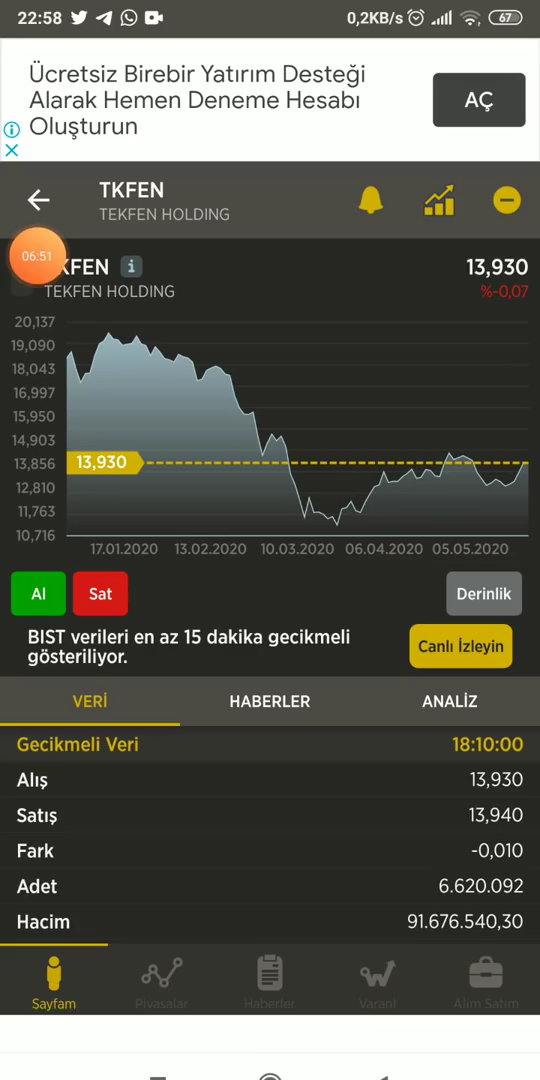 22:58
0,2KB/s
67
Ücretsiz Birebir Yatırım Desteği
Alarak Hemen Deneme Hesabı
Oluşturun
AÇ
TKFEN
TEKFEN HOLDING
06:51
KFEN
13,930
TEKFEN HOLDING
%-0,07
20,137
19,090
18,043
16,997
15,950
14,903
13,856
12,810
11,763
10,716
13,930
17.01.2020 13.02.2020 10.03.2020 06.04.2020 05.05.2020
Al
Sat
Derinlik
BIST verileri en az 15 dakika gecikmeli
gösteriliyor.
Canlı İzleyin
VERİ
HABERLER
ANALİZ
Gecikmeli Veri 18:10:00
Alış 13,930
Satış 13,940
Fark -0,010
Adet 6.620.092
Hacim 91.676.540,30
Sayfam
Piyasalar
Haberler
Varant
Alım Satım